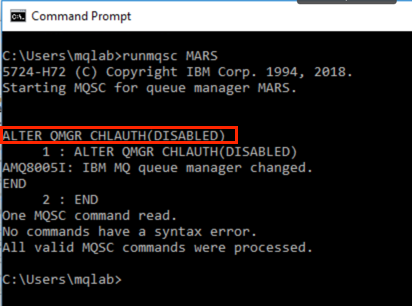 Command Prompt
C:\Users\mqlab>runmqsc MARS
5724-H72 (C) Copyright IBM Corp. 1994, 2018.
Starting MQSC for queue manager MARS.
ALTER QMGR CHLAUTH(DISABLED)
1 : ALTER QMGR CHLAUTH(DISABLED)
AMQ8005I: IBM MQ queue manager changed.
END
2 : END
One MQSC command read.
No commands have a syntax error.
All valid MQSC commands were processed.
C:\Users\mqlab>